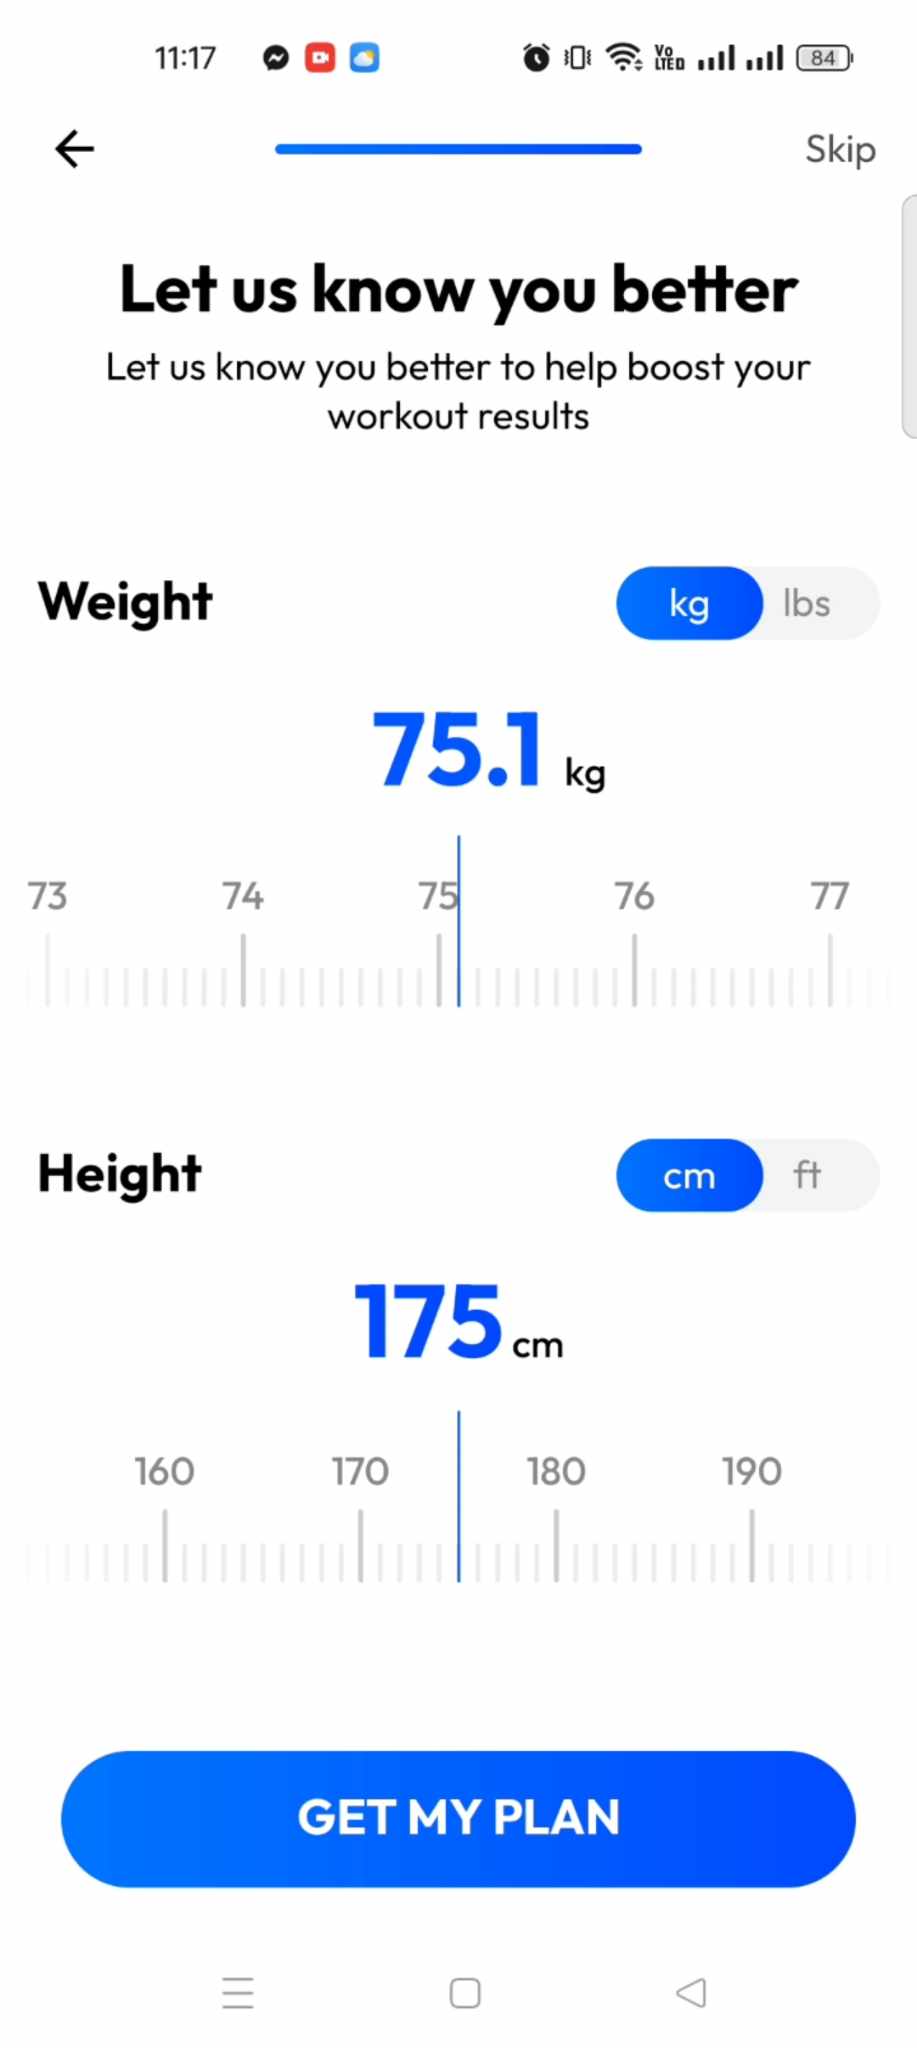 11:17
Vo
LTED
84
Skip
Let us know you better
Let us know you better to help boost your
workout results
Weight
kg lbs
75.1 kg
73 74 75 76 77
Height
cm ft
175 cm
160 170 180 190
GET MY PLAN